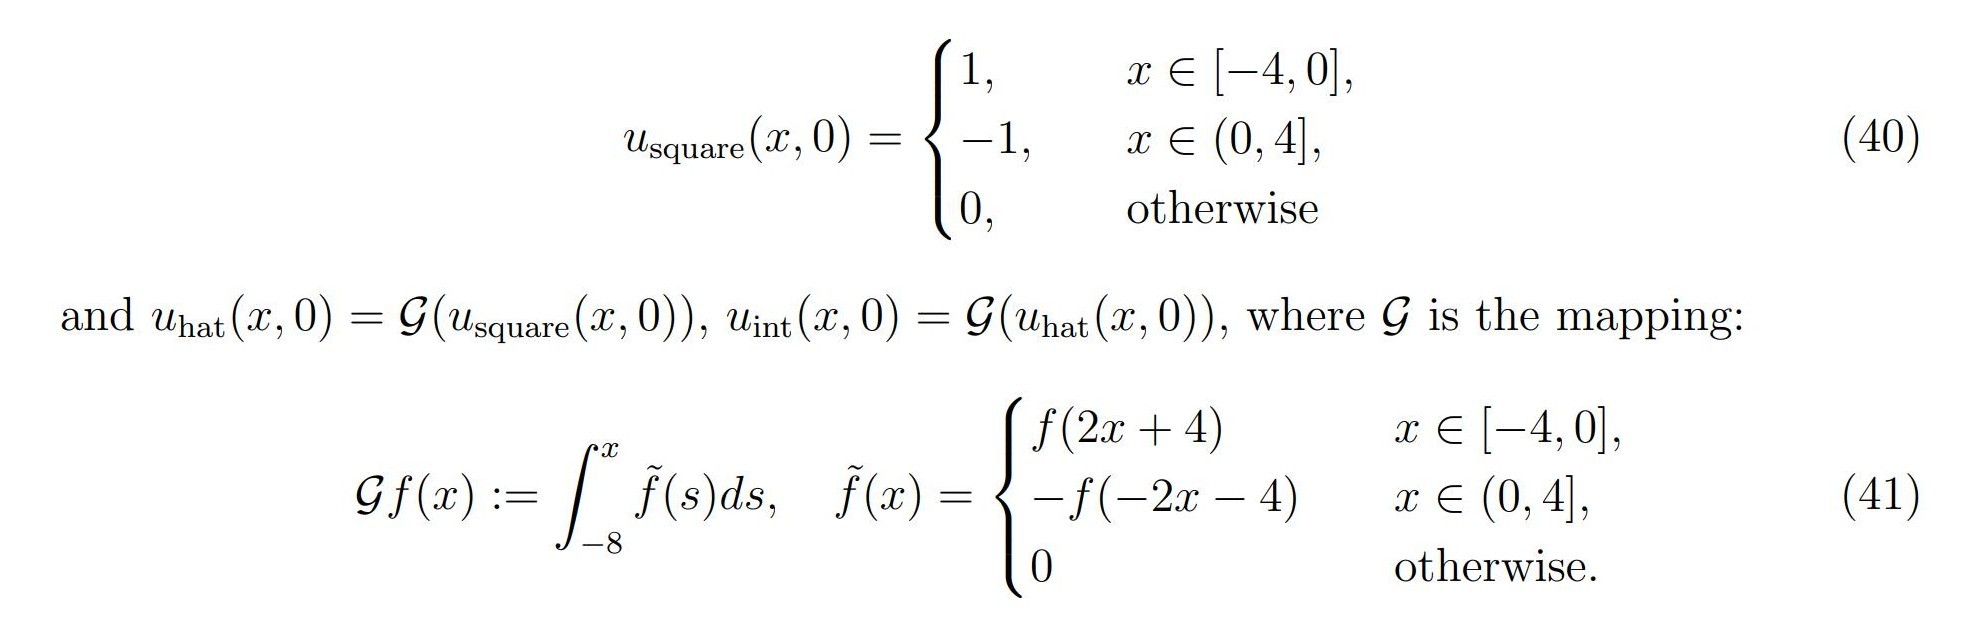 u_square(x, 0) = { 1, x ∈ [−4, 0],
−1, x ∈ (0, 4], (40)
0, otherwise
and u_hat(x, 0) = 𝓖(u_square(x, 0)), u_int(x, 0) = 𝓖(u_hat(x, 0)), where 𝓖 is the mapping:
𝓖f(x) := ∫_{−8}^{x} f̃(s)ds, f̃(x) = { f(2x + 4) x ∈ [−4, 0],
−f(−2x − 4) x ∈ (0, 4], (41)
0 otherwise.